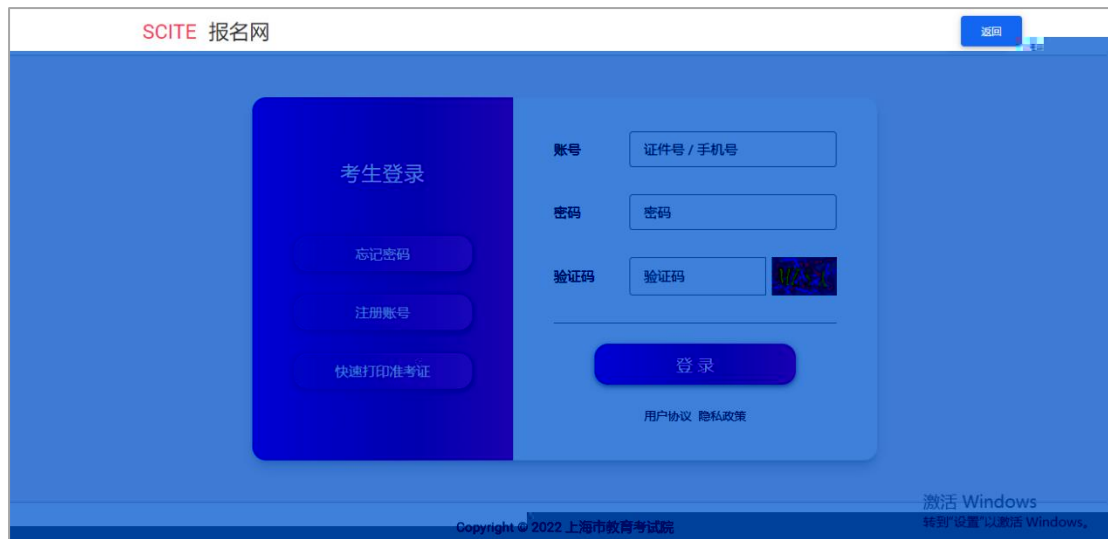 SCITE 报名网
返回
考生登录
忘记密码
注册账号
快速打印准考证
账号 证件号 / 手机号
密码 密码
验证码 验证码
登 录
用户协议 隐私政策
激活 Windows
转到"设置"以激活 Windows。
Copyright © 2022 上海市教育考试院